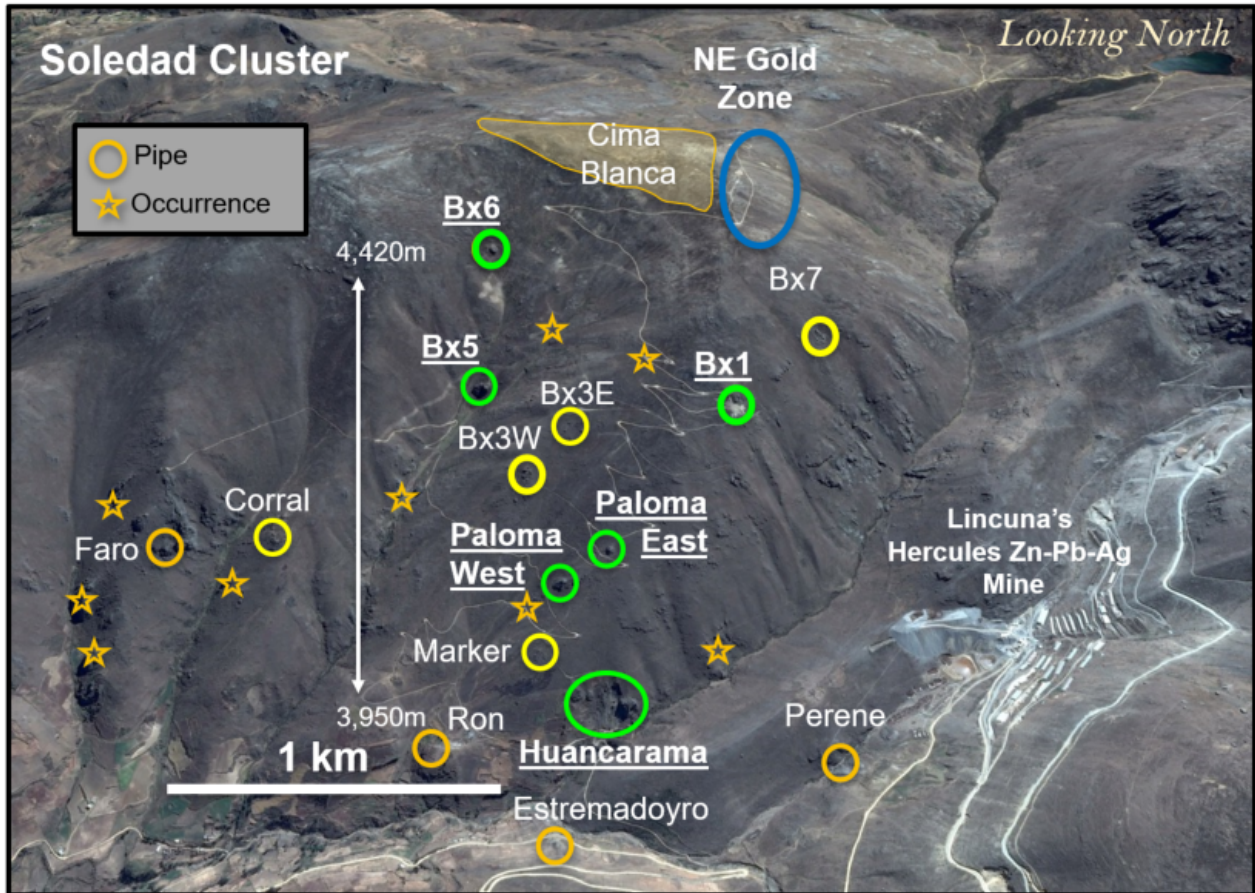 Looking North
Soledad Cluster
NE Gold
Zone
Pipe
Occurrence
Cima
Blanca
Bx6
4,420m
Bx7
Bx5
Bx1
Bx3E
Bx3W
Corral
Faro
Paloma
East
Paloma
West
Lincuna's
Hercules Zn-Pb-Ag
Mine
Marker
3,950m
Ron
Perene
1 km
Huancarama
Estremadoyro